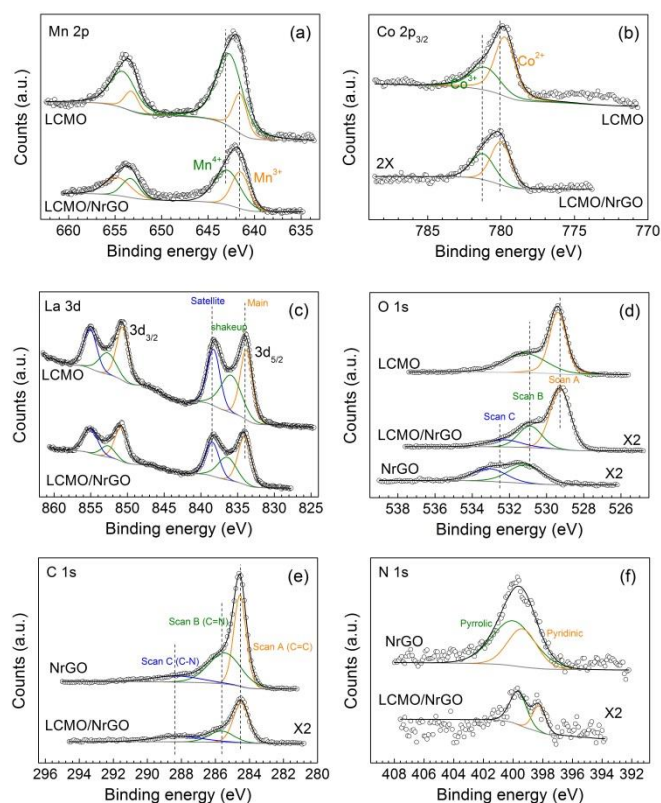 Mn 2p
(a)
Counts (a.u.)
LCMO
Mn4+
Mn3+
LCMO/NrGO
660 655 650 645 640 635
Binding energy (eV)
Co 2p3/2
(b)
Counts (a.u.)
Co2+
Co3+
LCMO
2X
LCMO/NrGO
785 780 775 770
Binding energy (eV)
La 3d
(c)
Counts (a.u.)
Satellite
Main
shakeup
3d3/2
3d5/2
LCMO
LCMO/NrGO
860 855 850 845 840 835 830 825
Binding energy (eV)
O 1s
(d)
Counts (a.u.)
LCMO
Scan A
Scan B
Scan C
LCMO/NrGO
X2
NrGO
X2
538 536 534 532 530 528 526 524
Binding energy (eV)
C 1s
(e)
Counts (a.u.)
Scan B (C=N)
Scan A (C=C)
Scan C (C-N)
NrGO
LCMO/NrGO
X2
296 294 292 290 288 286 284 282 280
Binding energy (eV)
N 1s
(f)
Counts (a.u.)
Pyrrolic
Pyridinic
NrGO
LCMO/NrGO
X2
408 406 404 402 400 398 396 394 392
Binding energy (eV)